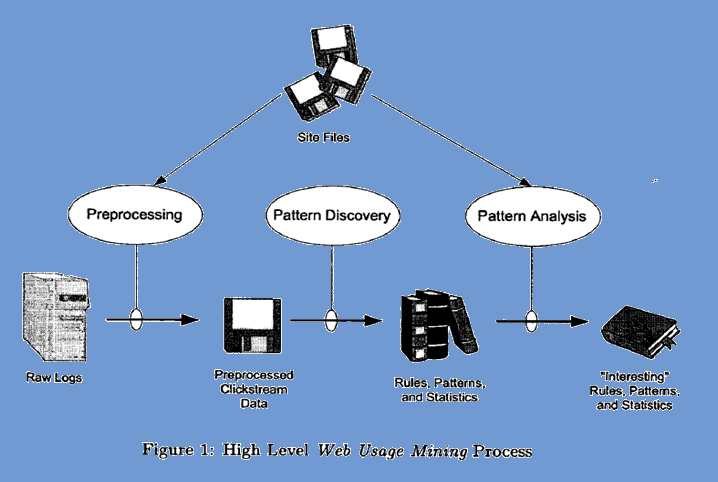 Site Files
Preprocessing
Pattern Discovery
Pattern Analysis
Raw Logs
Preprocessed
Clickstream
Data
Rules, Patterns,
and Statistics
"Interesting"
Rules, Patterns,
and Statistics
Figure 1: High Level Web Usage Mining Process